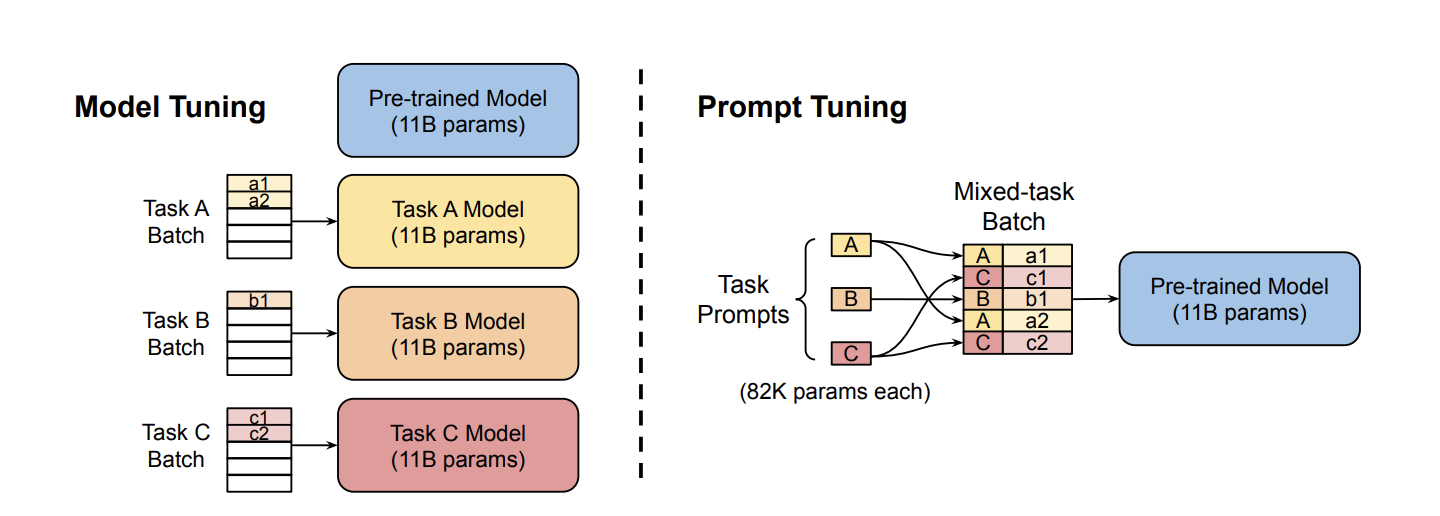 Model Tuning
Pre-trained Model
(11B params)
a1
a2
Task A
Batch
Task A Model
(11B params)
b1
Task B
Batch
Task B Model
(11B params)
c1
c2
Task C
Batch
Task C Model
(11B params)
Prompt Tuning
Mixed-task
Batch
Task
Prompts
A
B
C
(82K params each)
A a1
C c1
B b1
A a2
C c2
Pre-trained Model
(11B params)